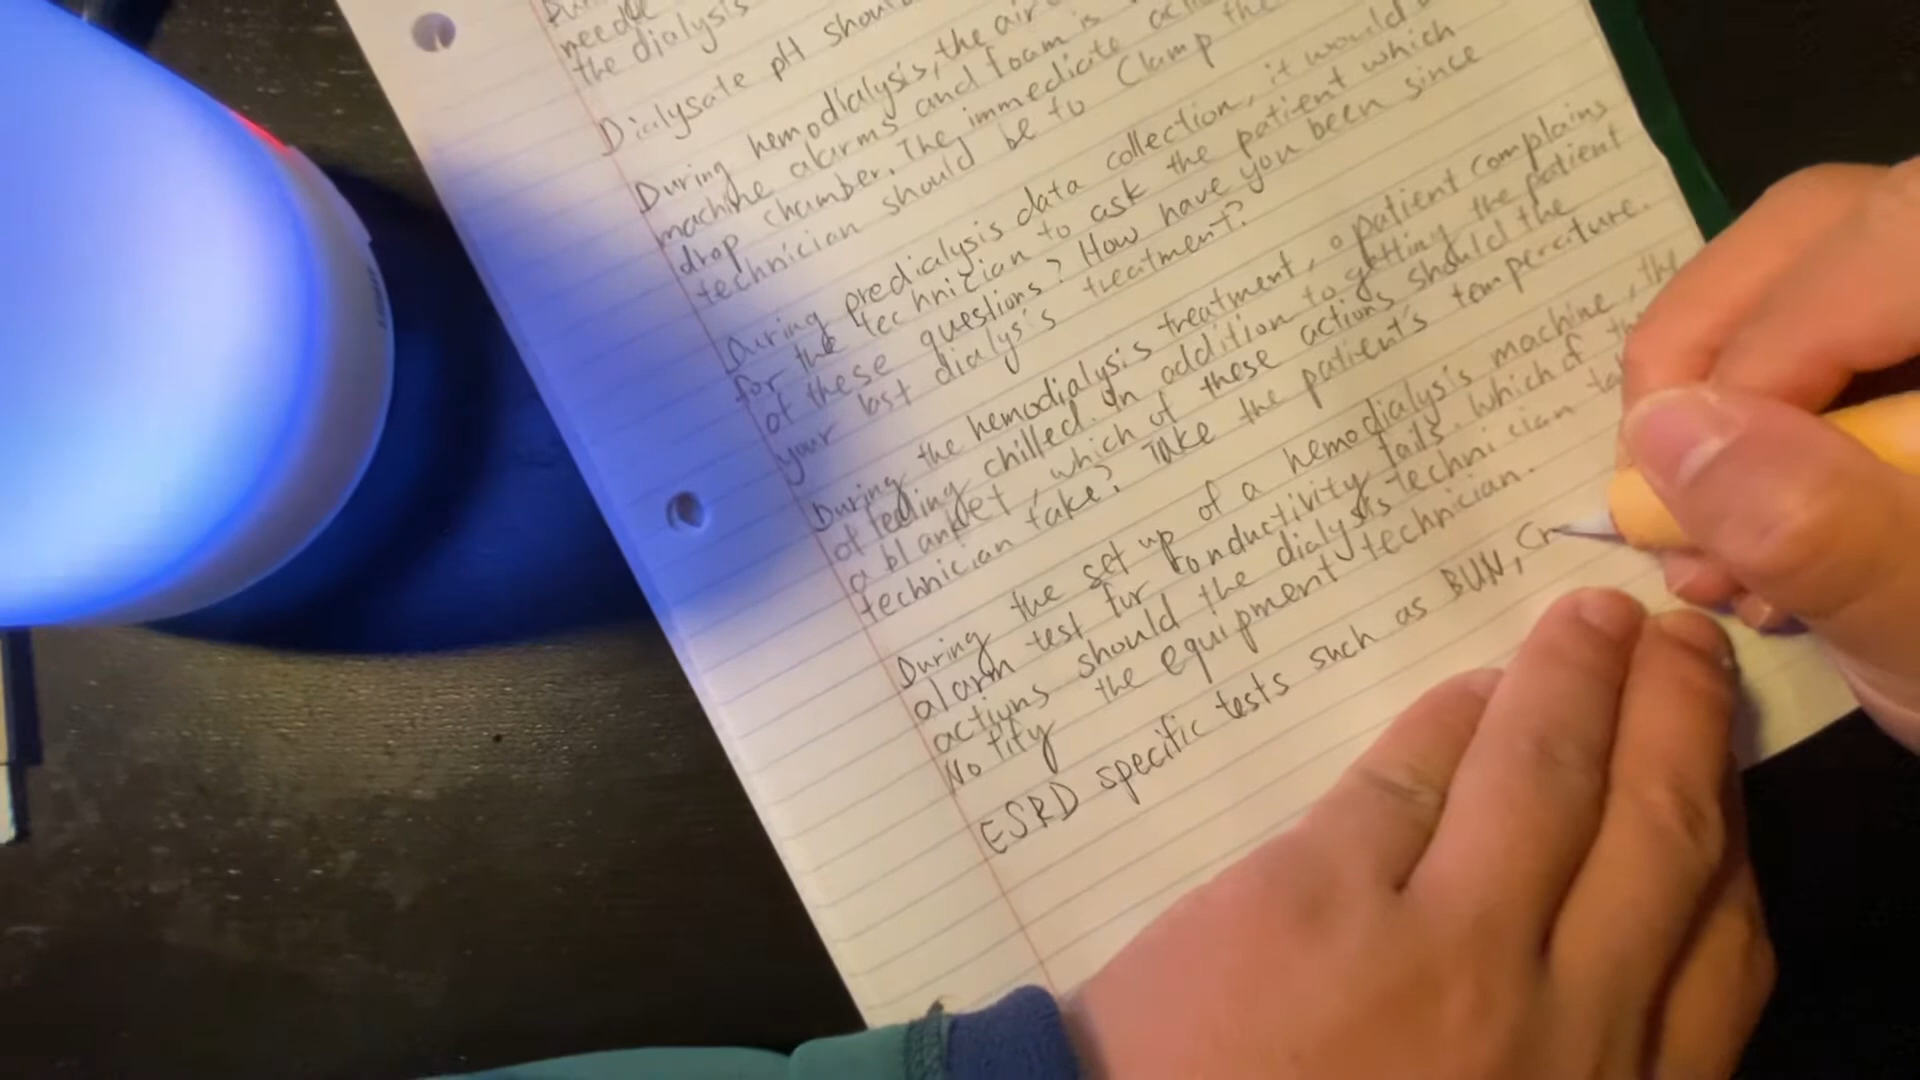 needle
the dialysis
Dialysate pH should
During hemodialysis, the air
machine alarms and foam is
drop chamber. The immediate
technician should be to Clamp the
During predialysis data collection, it would
for the technician to ask the patient which
of these questions? How have you been since
your last dialysis treatment?
During the hemodialysis treatment, a patient complains
of feeling chilled. In addition to getting the patient
a blanket, which of these actions should the
technician take? Take the patient's temperature.
During the set up of a hemodialysis machine, the
alarm test for conductivity fails. Which of the
actions should the dialysis technician
Notify the equipment technician.
ESRD specific tests such as BUN, Cr